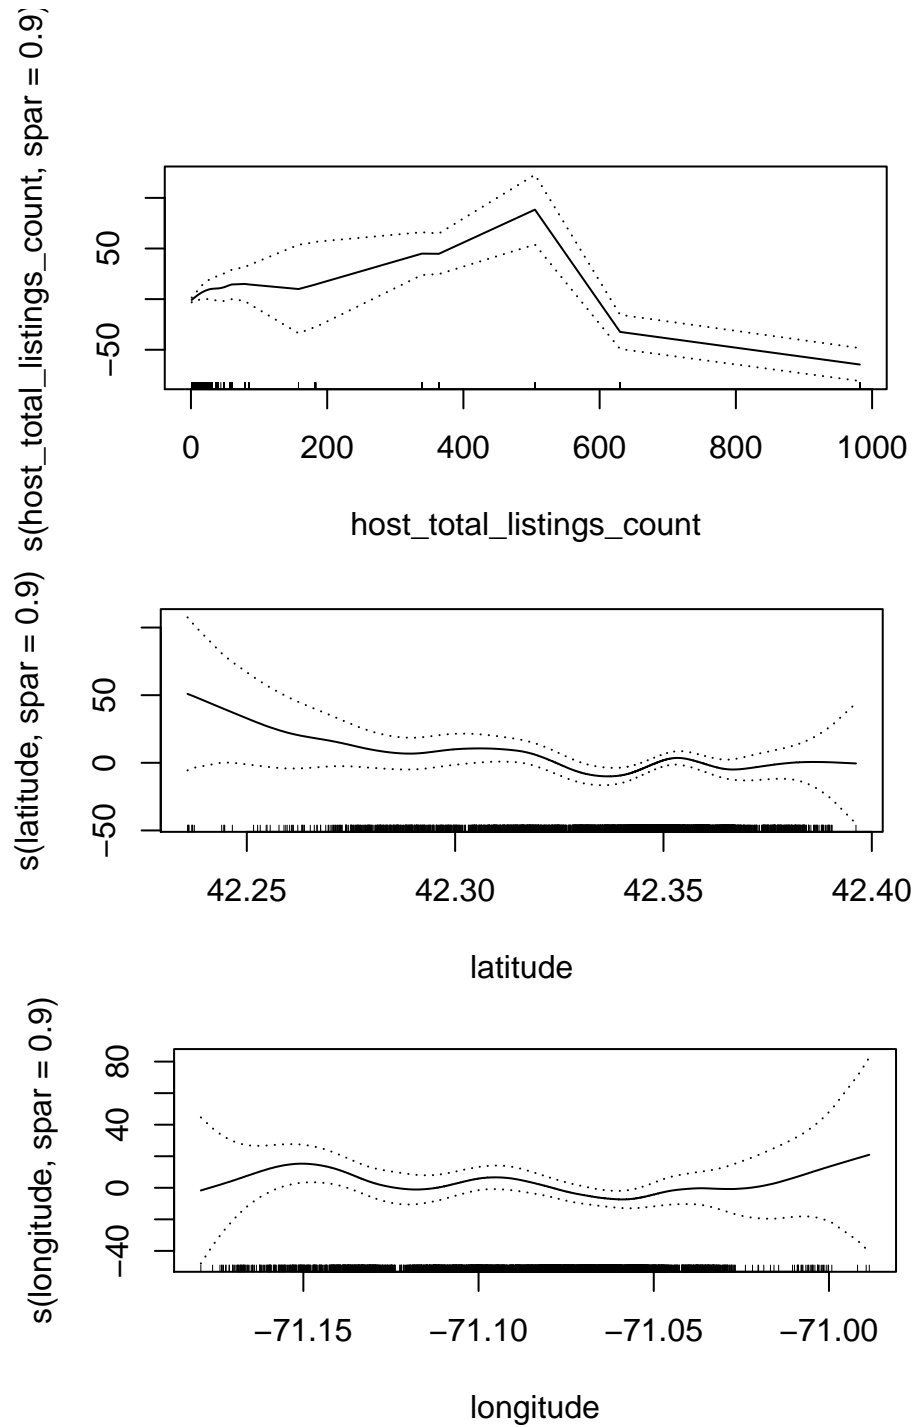 s(host_total_listings_count, spar = 0.9)
50
−50
0 200 400 600 800 1000
host_total_listings_count
s(latitude, spar = 0.9)
50
0
−50
42.25 42.30 42.35 42.40
latitude
s(longitude, spar = 0.9)
80
40
0
−40
−71.15 −71.10 −71.05 −71.00
longitude